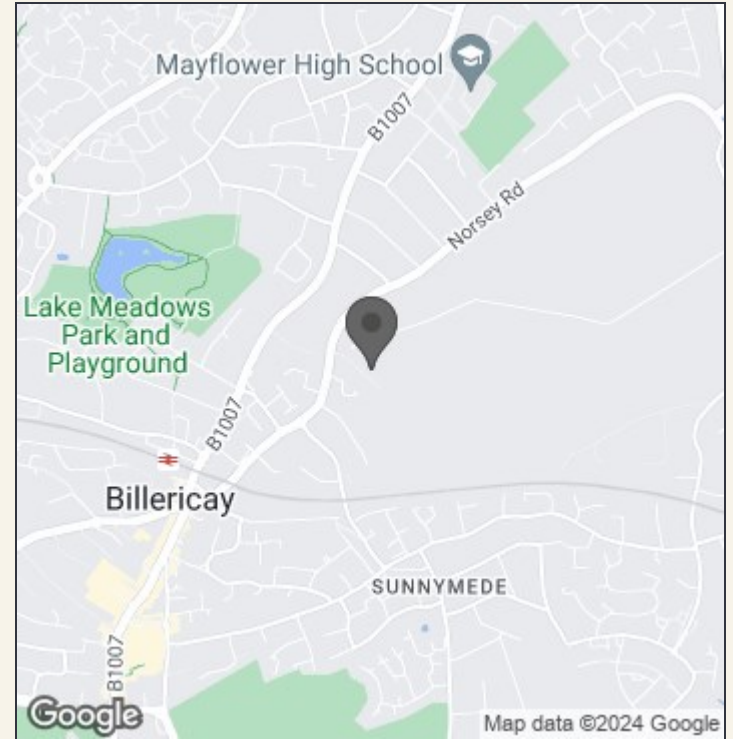 Mayflower High School
B1007
Norsey Rd
Lake Meadows
Park and
Playground
B1007
Billericay
SUNNYMEDE
B1007
Google
Map data ©2024 Google